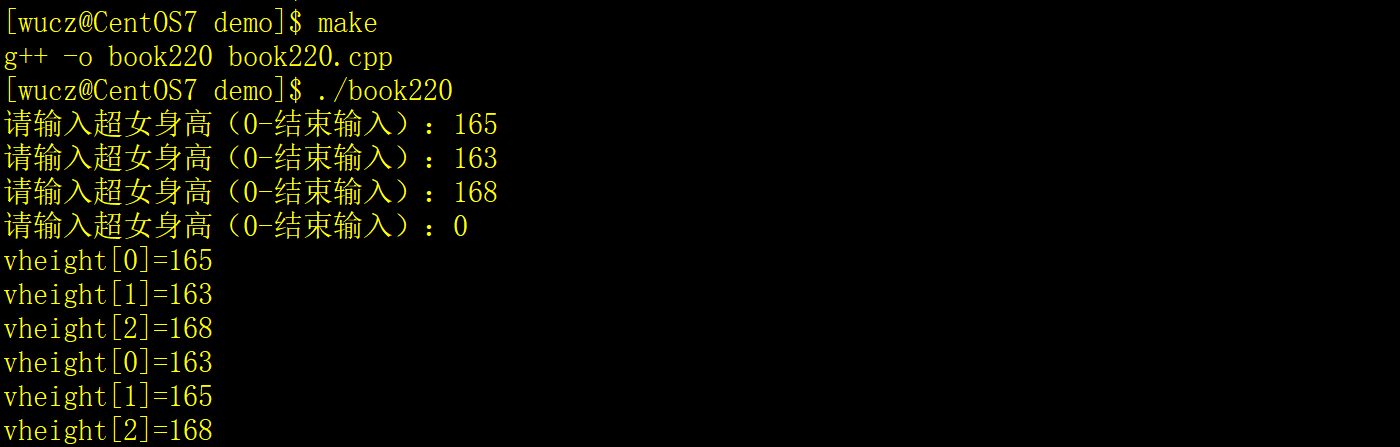 [wucz@CentOS7 demo]$ make
g++ -o book220 book220.cpp
[wucz@CentOS7 demo]$ ./book220
请输入超女身高（0-结束输入）：165
请输入超女身高（0-结束输入）：163
请输入超女身高（0-结束输入）：168
请输入超女身高（0-结束输入）：0
vheight[0]=165
vheight[1]=163
vheight[2]=168
vheight[0]=163
vheight[1]=165
vheight[2]=168